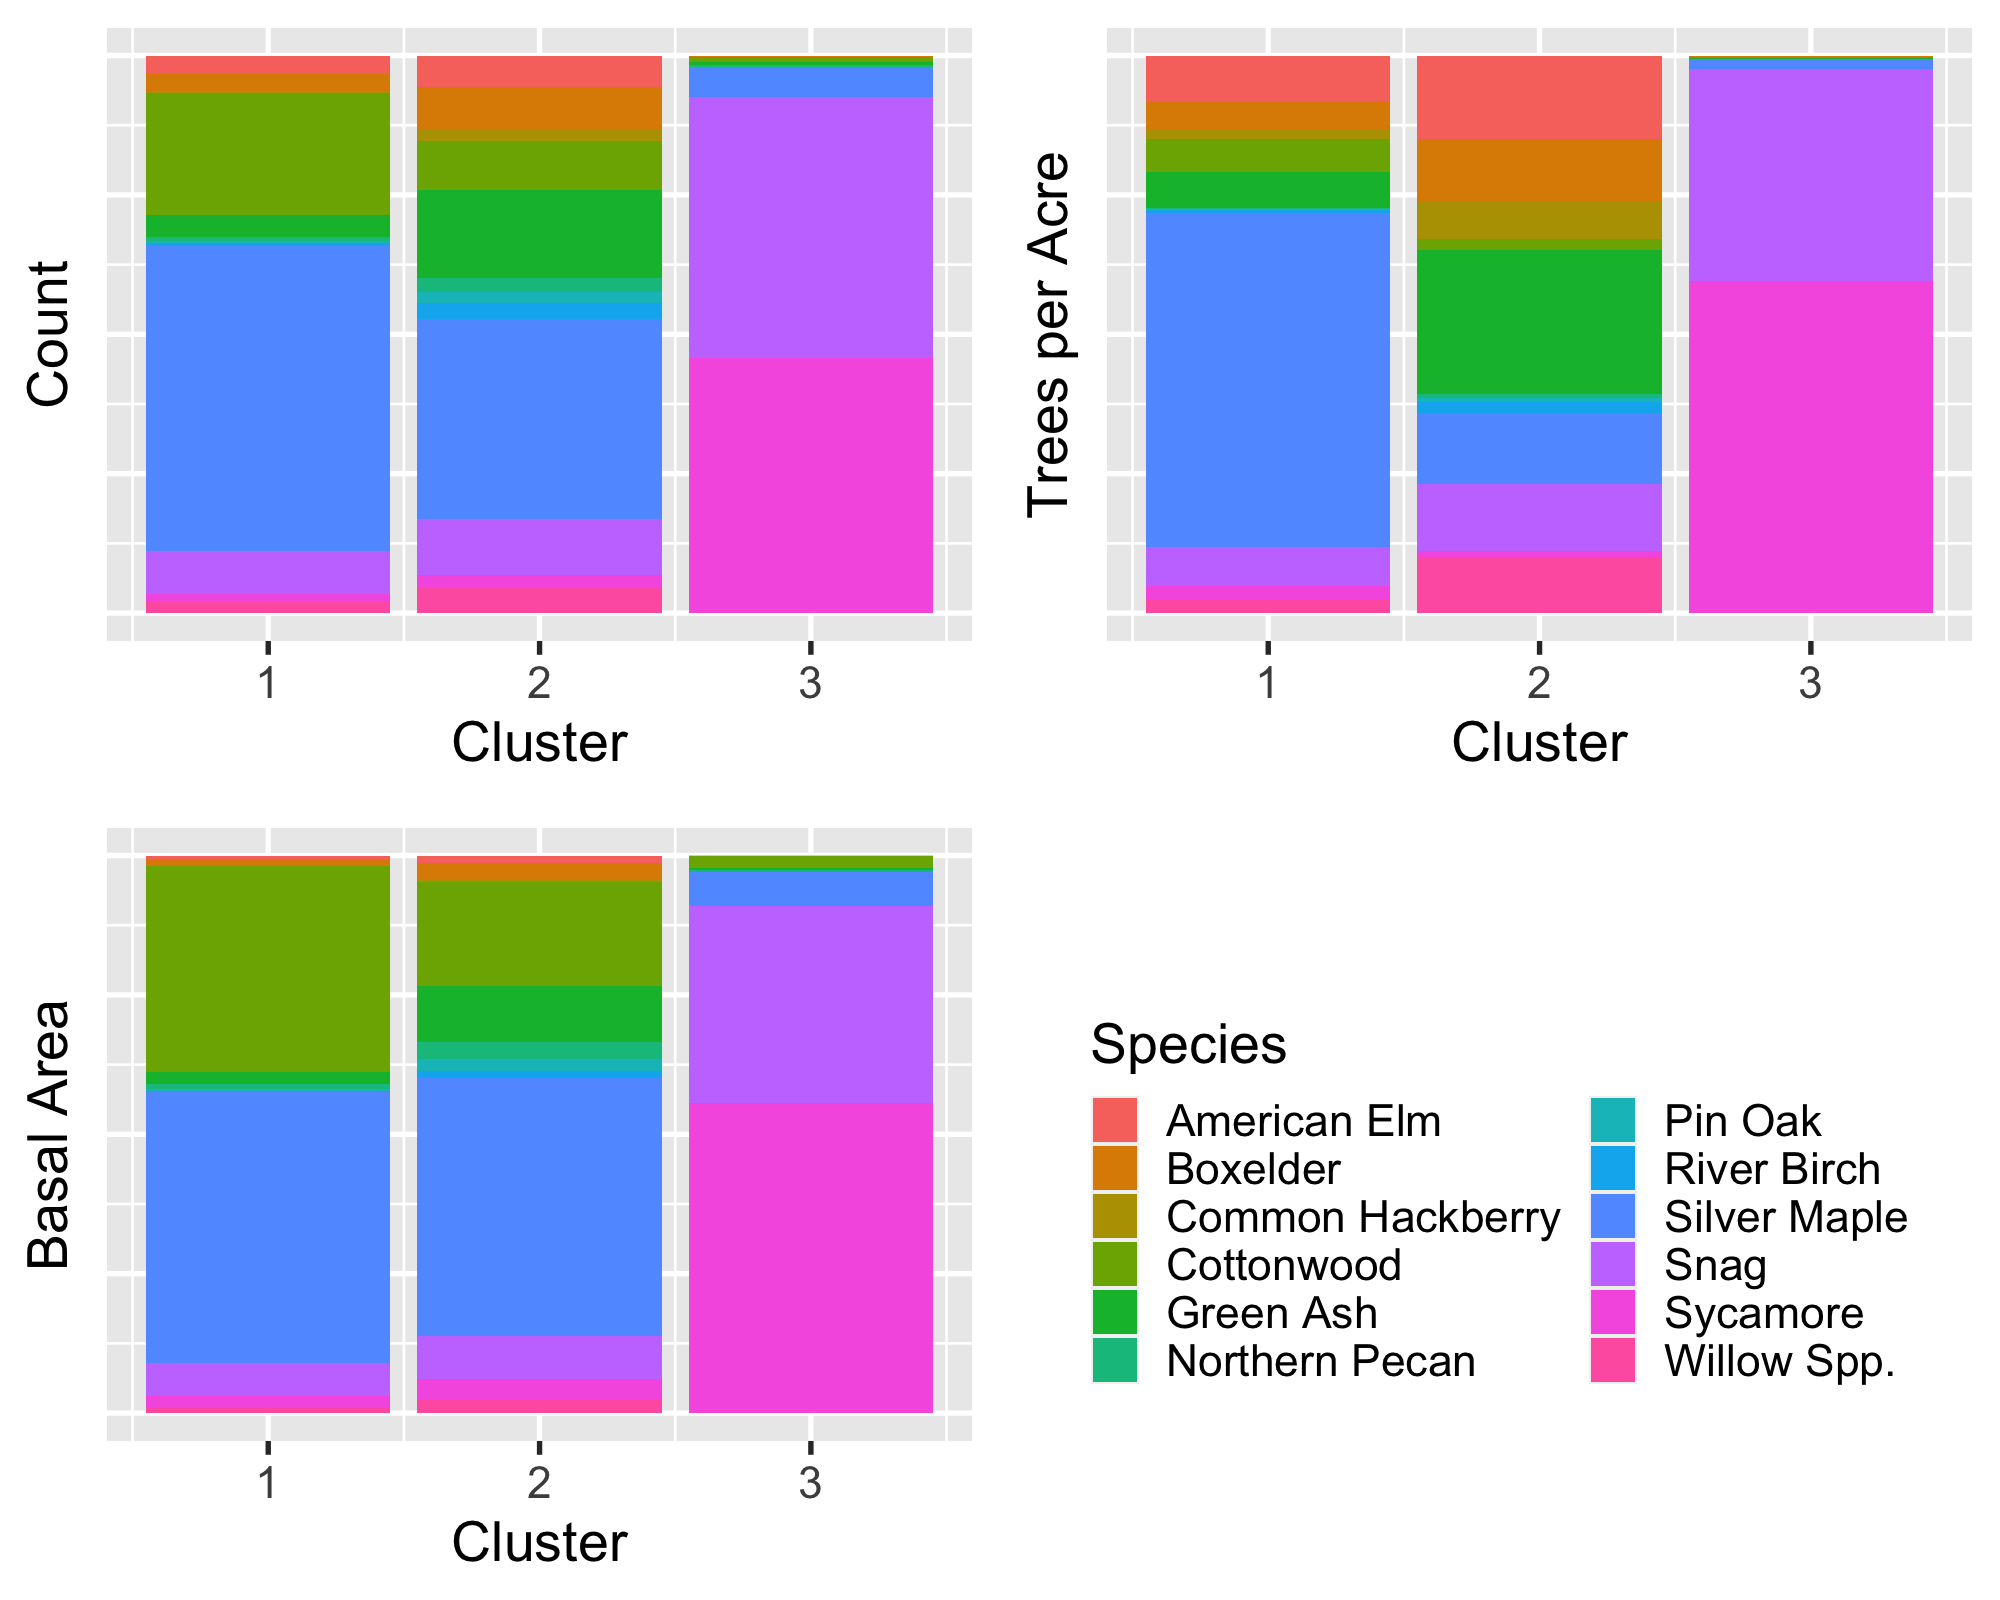 Count
1 2 3
Cluster
Trees per Acre
1 2 3
Cluster
Basal Area
1 2 3
Cluster
Species
American Elm
Boxelder
Common Hackberry
Cottonwood
Green Ash
Northern Pecan
Pin Oak
River Birch
Silver Maple
Snag
Sycamore
Willow Spp.